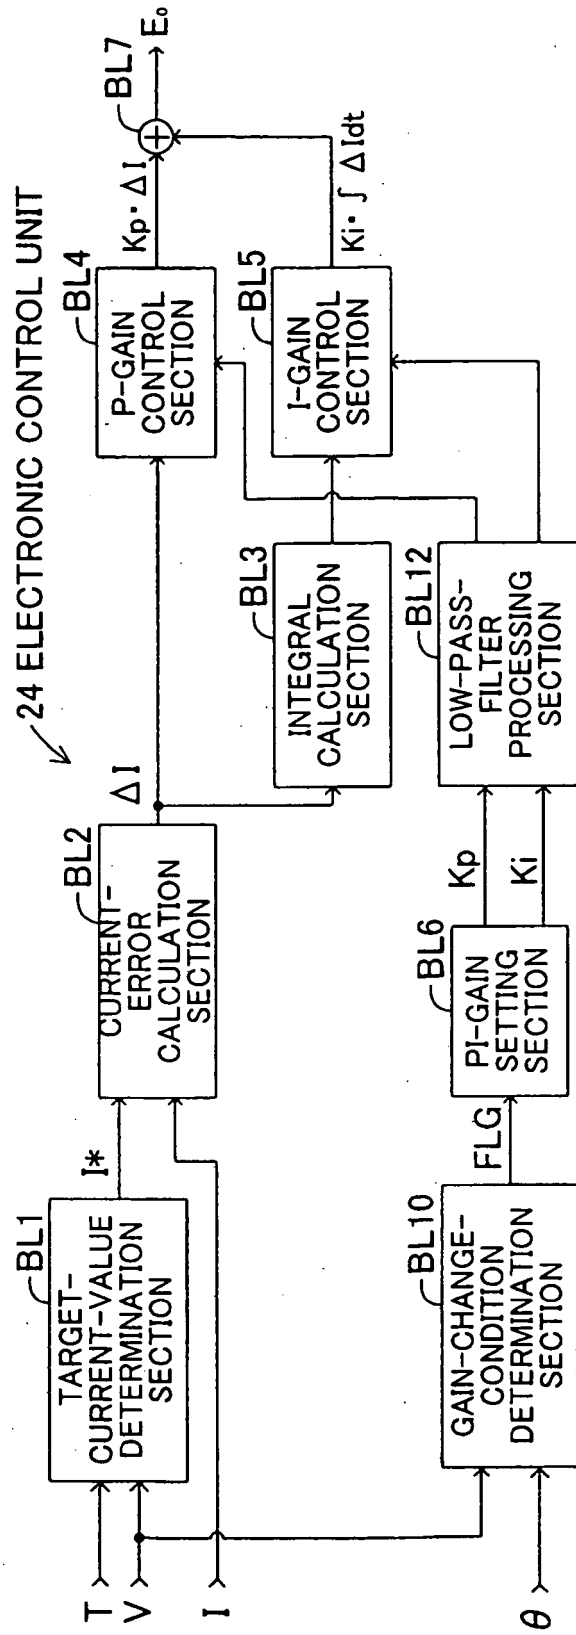 24 ELECTRONIC CONTROL UNIT
T
V
I
θ
BL1
TARGET-
CURRENT-VALUE
DETERMINATION
SECTION
I*
BL2
CURRENT-
ERROR
CALCULATION
SECTION
ΔI
BL4
P-GAIN
CONTROL
SECTION
Kp・ΔI
BL7
+
E₀
BL3
INTEGRAL
CALCULATION
SECTION
BL5
I-GAIN
CONTROL
SECTION
Ki・∫ΔIdt
BL10
GAIN-CHANGE-
CONDITION
DETERMINATION
SECTION
FLG
BL6
PI-GAIN
SETTING
SECTION
Kp
Ki
BL12
LOW-PASS-
FILTER
PROCESSING
SECTION